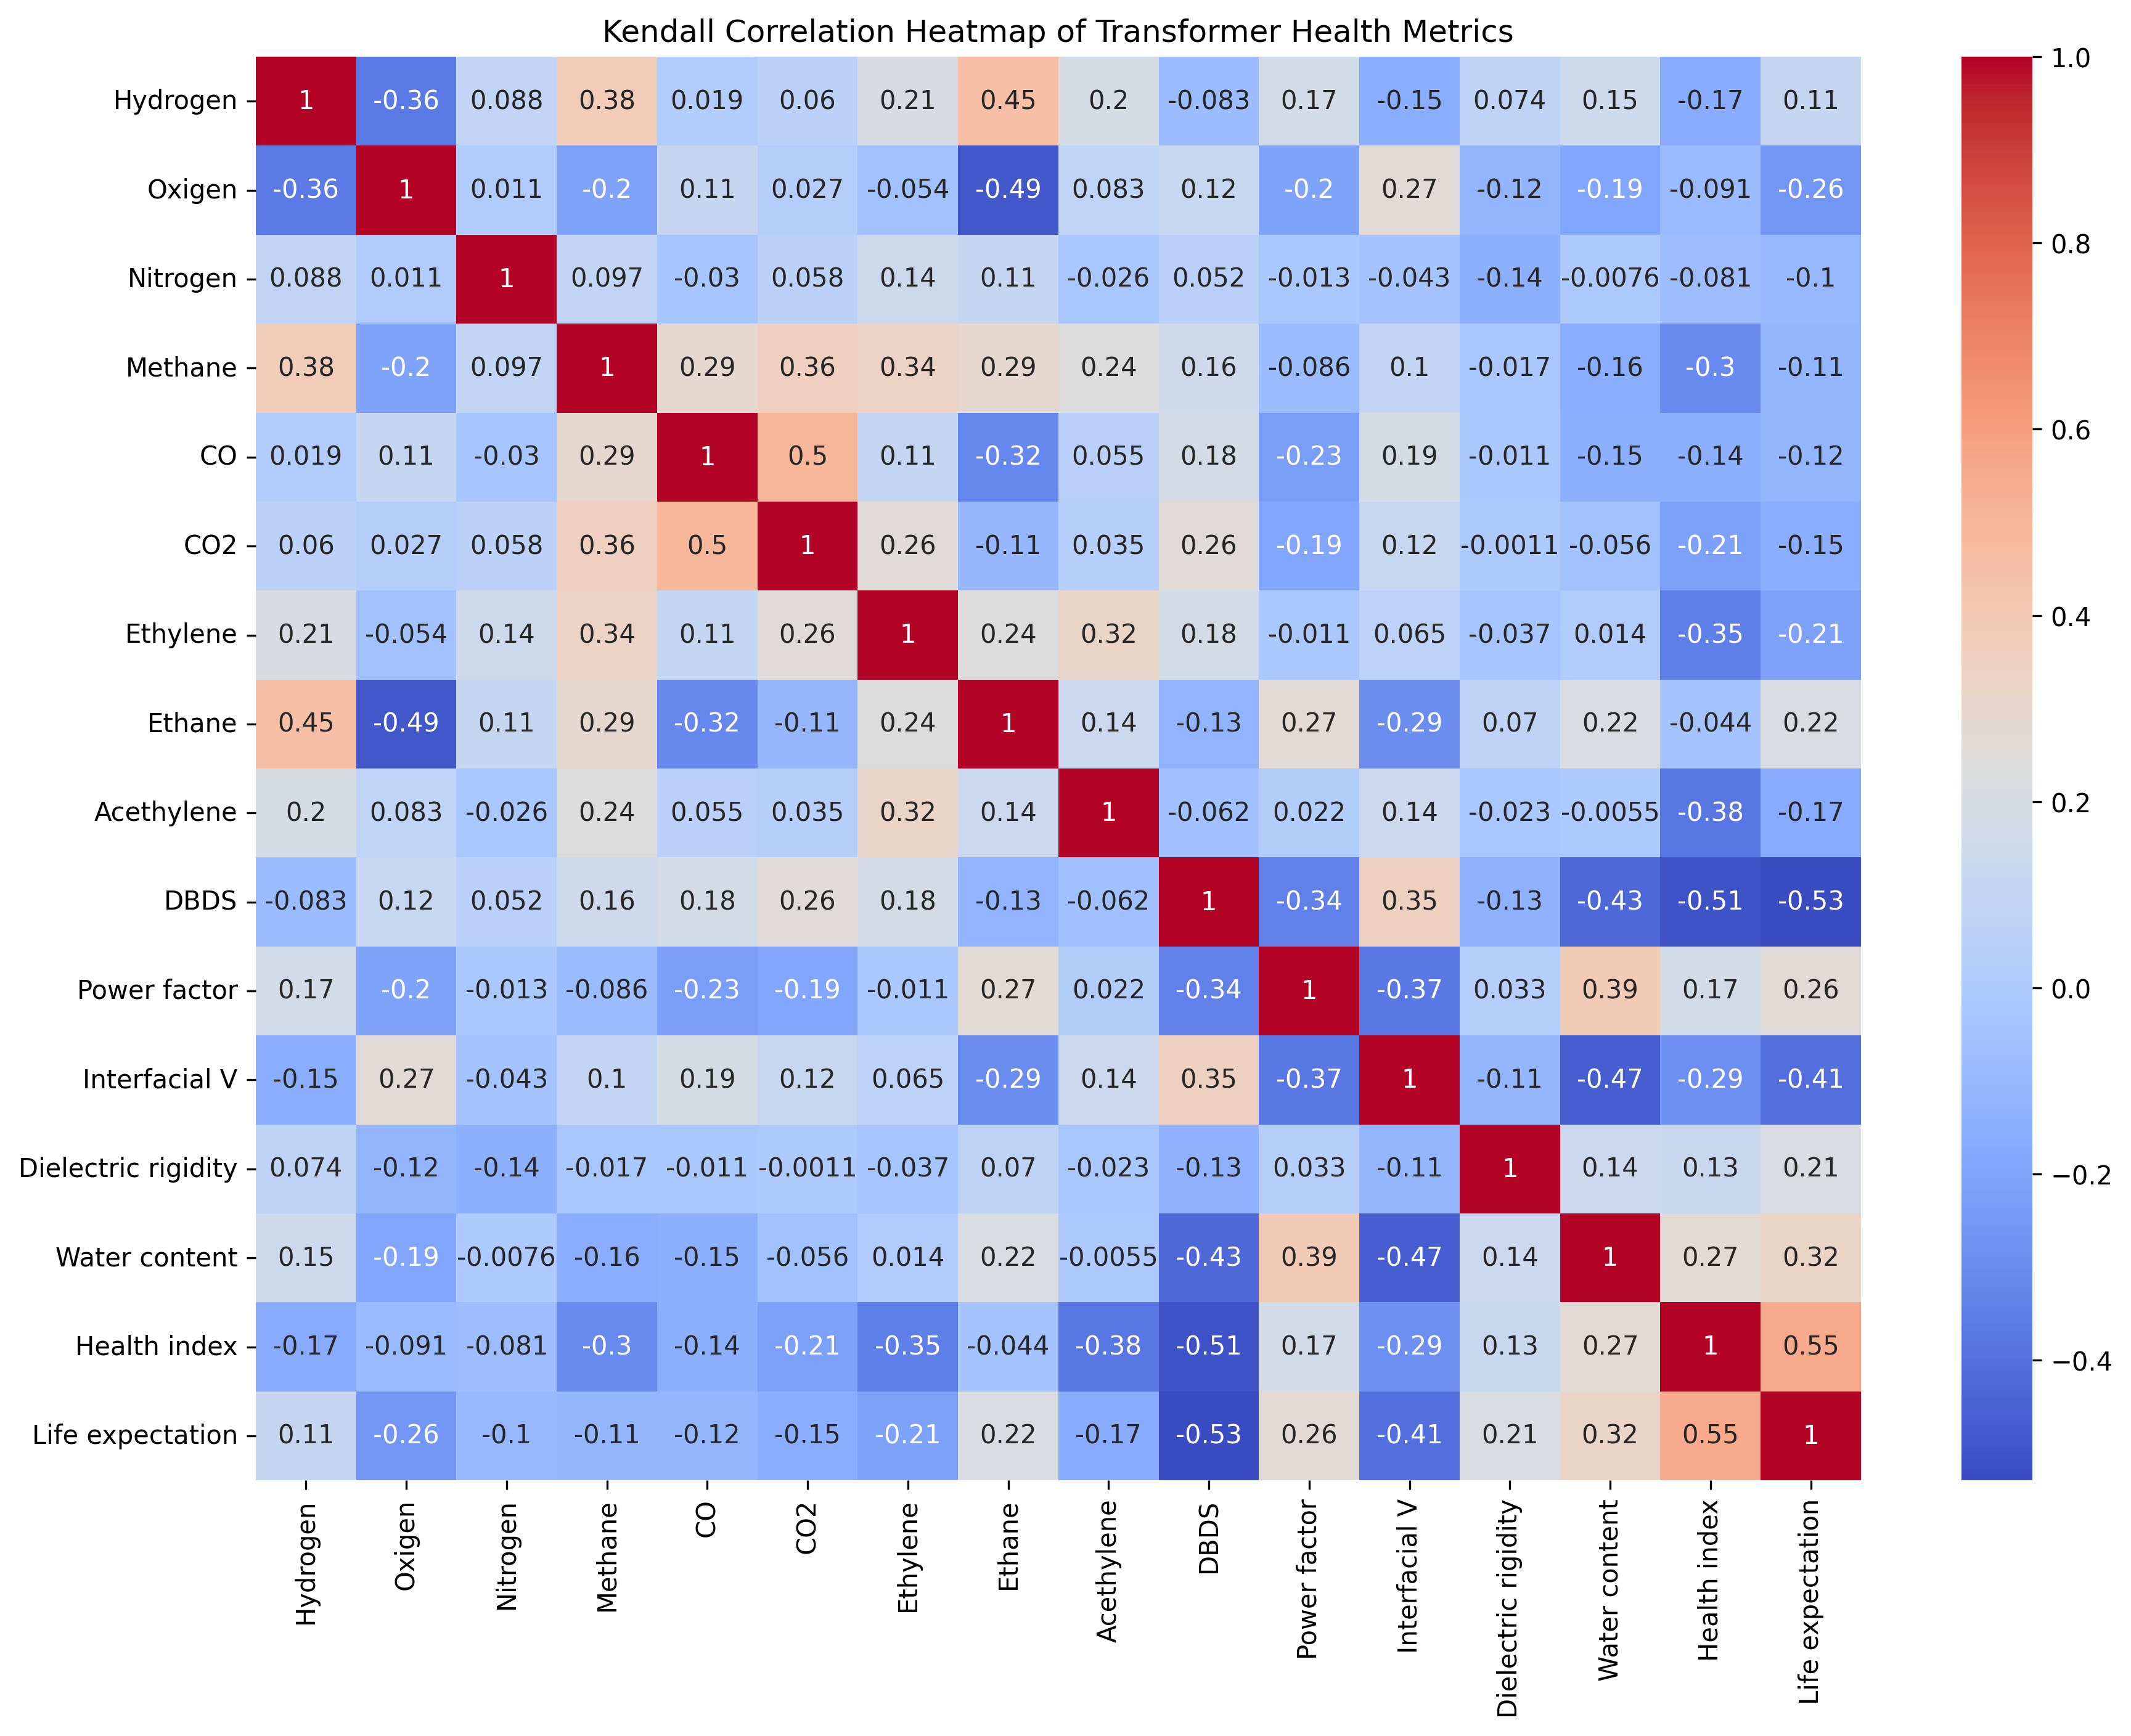 Kendall Correlation Heatmap of Transformer Health Metrics
Hydrogen 1 -0.36 0.088 0.38 0.019 0.06 0.21 0.45 0.2 -0.083 0.17 -0.15 0.074 0.15 -0.17 0.11
Oxigen -0.36 1 0.011 -0.2 0.11 0.027 -0.054 -0.49 0.083 0.12 -0.2 0.27 -0.12 -0.19 -0.091 -0.26
Nitrogen 0.088 0.011 1 0.097 -0.03 0.058 0.14 0.11 -0.026 0.052 -0.013 -0.043 -0.14 -0.0076 -0.081 -0.1
Methane 0.38 -0.2 0.097 1 0.29 0.36 0.34 0.29 0.24 0.16 -0.086 0.1 -0.017 -0.16 -0.3 -0.11
CO 0.019 0.11 -0.03 0.29 1 0.5 0.11 -0.32 0.055 0.18 -0.23 0.19 -0.011 -0.15 -0.14 -0.12
CO2 0.06 0.027 0.058 0.36 0.5 1 0.26 -0.11 0.035 0.26 -0.19 0.12 -0.0011 -0.056 -0.21 -0.15
Ethylene 0.21 -0.054 0.14 0.34 0.11 0.26 1 0.24 0.32 0.18 -0.011 0.065 -0.037 0.014 -0.35 -0.21
Ethane 0.45 -0.49 0.11 0.29 -0.32 -0.11 0.24 1 0.14 -0.13 0.27 -0.29 0.07 0.22 -0.044 0.22
Acethylene 0.2 0.083 -0.026 0.24 0.055 0.035 0.32 0.14 1 -0.062 0.022 0.14 -0.023 -0.0055 -0.38 -0.17
DBDS -0.083 0.12 0.052 0.16 0.18 0.26 0.18 -0.13 -0.062 1 -0.34 0.35 -0.13 -0.43 -0.51 -0.53
Power factor 0.17 -0.2 -0.013 -0.086 -0.23 -0.19 -0.011 0.27 0.022 -0.34 1 -0.37 0.033 0.39 0.17 0.26
Interfacial V -0.15 0.27 -0.043 0.1 0.19 0.12 0.065 -0.29 0.14 0.35 -0.37 1 -0.11 -0.47 -0.29 -0.41
Dielectric rigidity 0.074 -0.12 -0.14 -0.017 -0.011 -0.0011 -0.037 0.07 -0.023 -0.13 0.033 -0.11 1 0.14 0.13 0.21
Water content 0.15 -0.19 -0.0076 -0.16 -0.15 -0.056 0.014 0.22 -0.0055 -0.43 0.39 -0.47 0.14 1 0.27 0.32
Health index -0.17 -0.091 -0.081 -0.3 -0.14 -0.21 -0.35 -0.044 -0.38 -0.51 0.17 -0.29 0.13 0.27 1 0.55
Life expectation 0.11 -0.26 -0.1 -0.11 -0.12 -0.15 -0.21 0.22 -0.17 -0.53 0.26 -0.41 0.21 0.32 0.55 1
Hydrogen
Oxigen
Nitrogen
Methane
CO
CO2
Ethylene
Ethane
Acethylene
DBDS
Power factor
Interfacial V
Dielectric rigidity
Water content
Health index
Life expectation
1.0
0.8
0.6
0.4
0.2
0.0
−0.2
−0.4